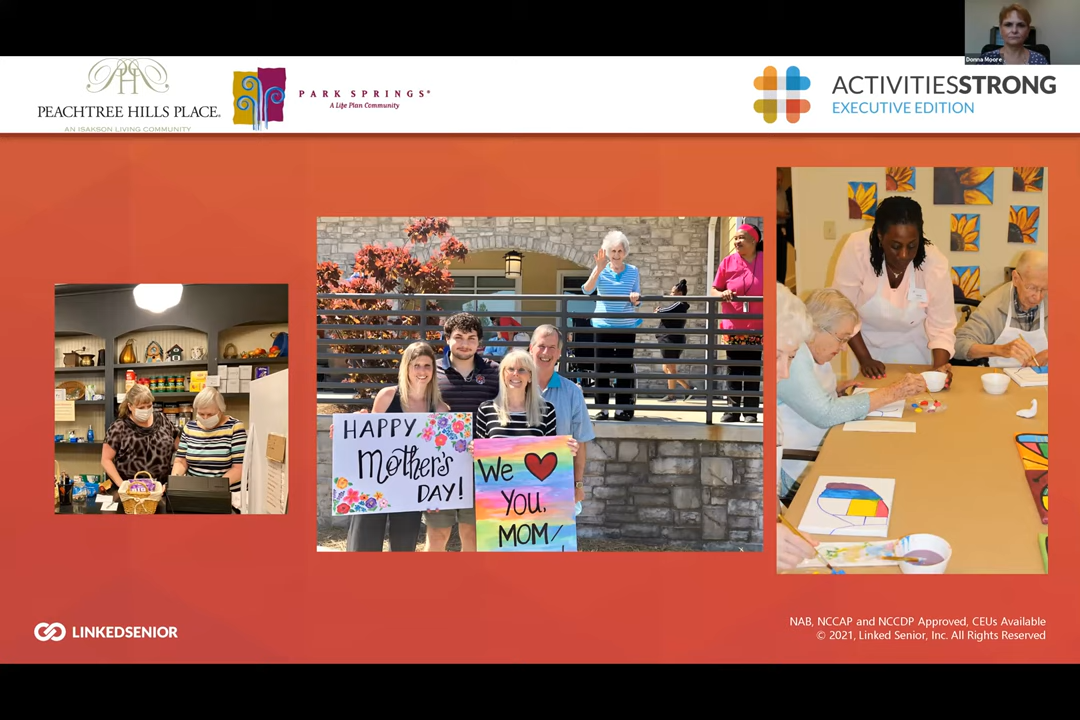 Donna Moore
PEACHTREE HILLS PLACE®
AN ISAKSON LIVING COMMUNITY
PARK SPRINGS®
A Life Plan Community
ACTIVITIESSTRONG
EXECUTIVE EDITION
HAPPY
Mother's
DAY!
We
YOU,
MOM!
LINKEDSENIOR
NAB, NCCAP and NCCDP Approved, CEUs Available
© 2021, Linked Senior, Inc. All Rights Reserved